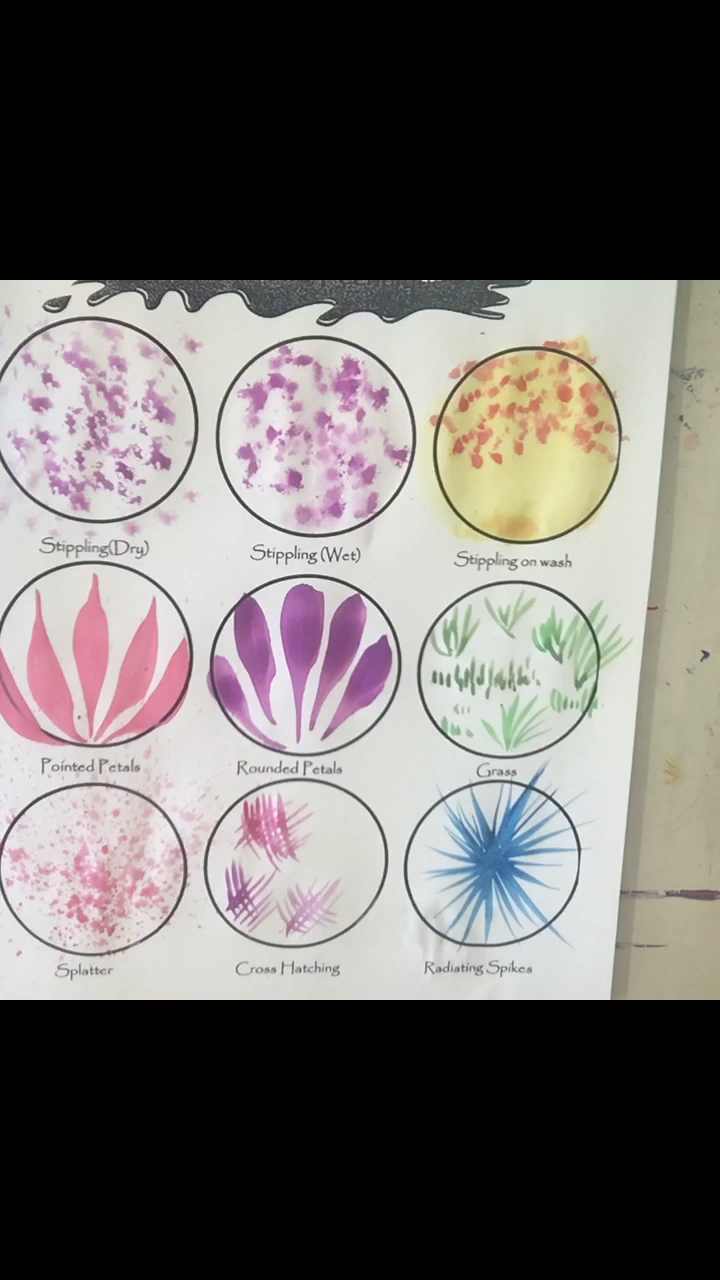 Stippling(Dry)
Stippling (Wet)
Stippling on wash
Pointed Petals
Rounded Petals
Grass
Splatter
Cross Hatching
Radiating Spikes